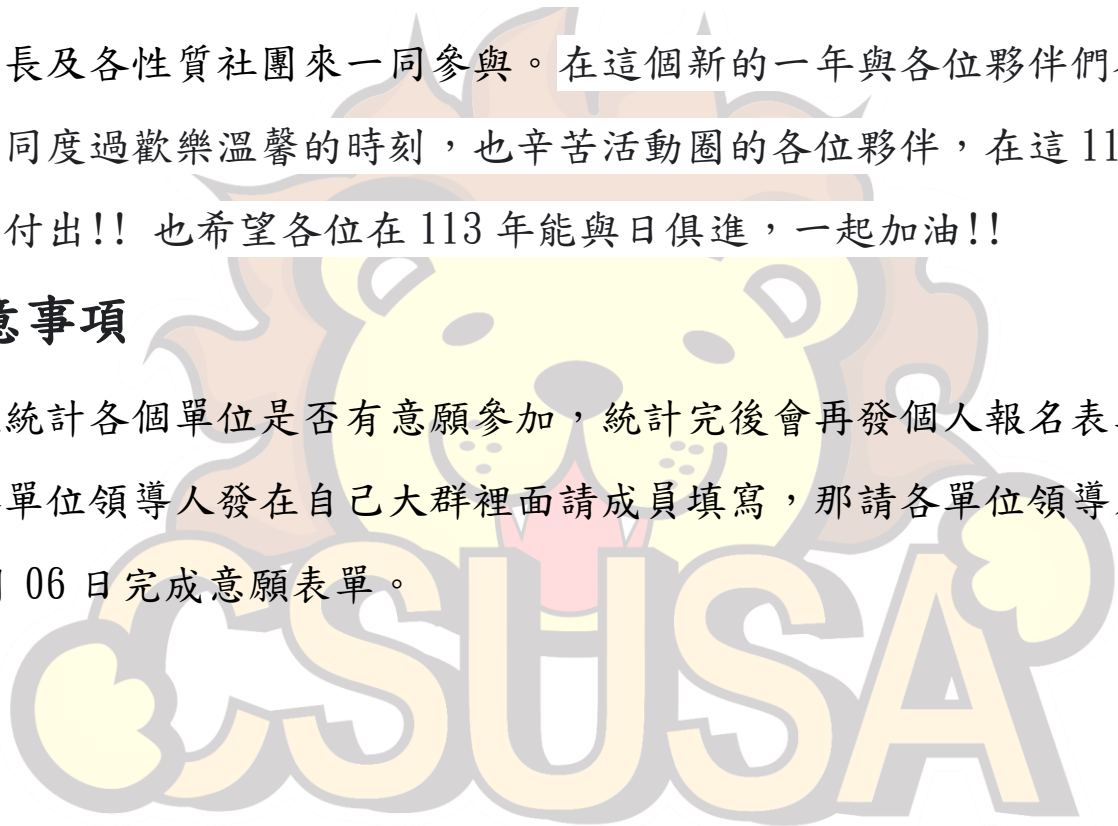 長及各性質社團來一同參與。在這個新的一年與各位夥伴們
同度過歡樂溫馨的時刻，也辛苦活動圈的各位夥伴，在這 11
付出!! 也希望各位在 113 年能與日俱進，一起加油!!
意事項
統計各個單位是否有意願參加，統計完後會再發個人報名表
單位領導人發在自己大群裡面請成員填寫，那請各單位領導
月 06 日完成意願表單。
CSUSA